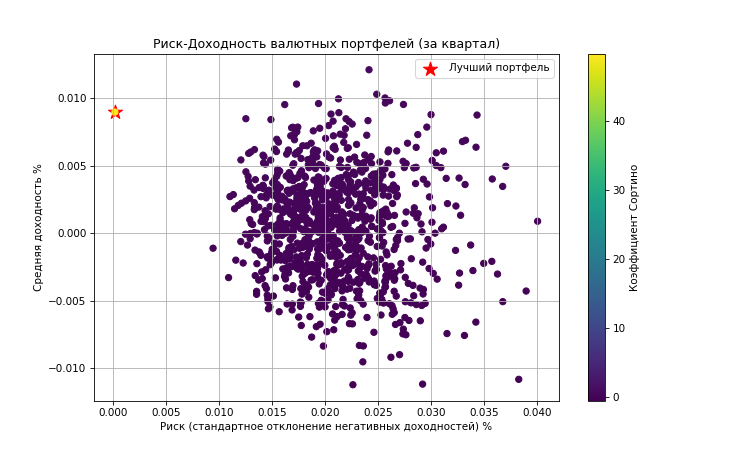 Риск-Доходность валютных портфелей (за квартал)
Лучший портфель
Средняя доходность %
0.010
0.005
0.000
−0.005
−0.010
0.000 0.005 0.010 0.015 0.020 0.025 0.030 0.035 0.040
Риск (стандартное отклонение негативных доходностей) %
40
30
20
10
0
Коэффициент Сортино